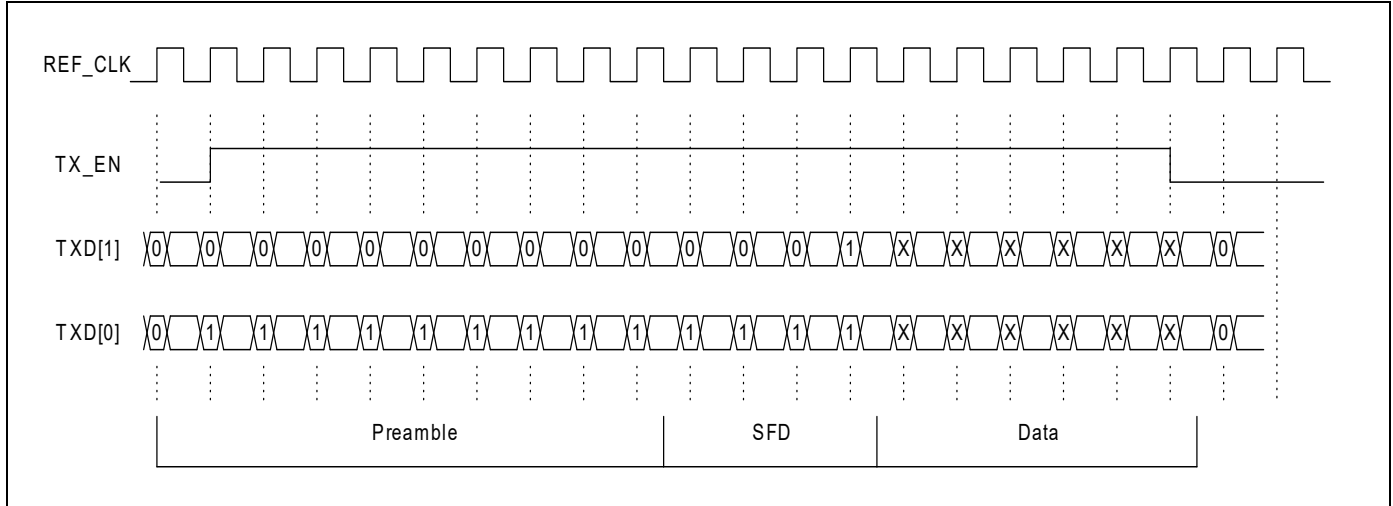 REF_CLK
TX_EN
TXD[1] 0 0 0 0 0 0 0 0 0 0 0 0 0 1 X X X X X X 0
TXD[0] 0 1 1 1 1 1 1 1 1 1 1 1 1 1 X X X X X X 0
Preamble SFD Data